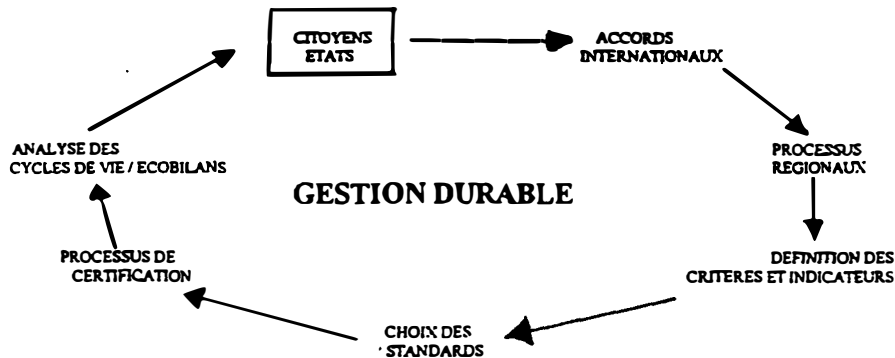 CITOYENS
ETATS
ACCORDS
INTERNATIONAUX
PROCESSUS
REGIONAUX
DEFINITION DES
CRITERES ET INDICATEURS
CHOIX DES
STANDARDS
PROCESSUS DE
CERTIFICATION
ANALYSE DES
CYCLES DE VIE / ECOBILANS
GESTION DURABLE